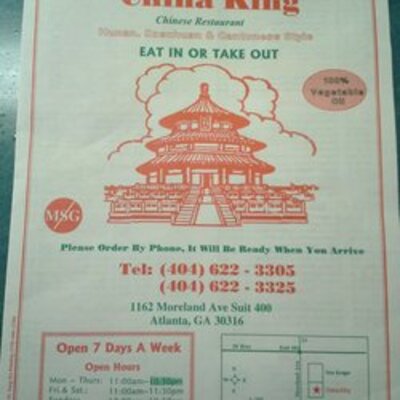 China King
Chinese Restaurant
Hunan, Szechuan & Cantonese Style
EAT IN OR TAKE OUT
100%
Vegetable
Oil
MSG
Please Order By Phone, It Will Be Ready When You Arrive
Tel: (404) 622 - 3305
(404) 622 - 3325
1162 Moreland Ave Suit 400
Atlanta, GA 30316
Open 7 Days A Week
Open Hours
Mon - Thurs: 11:00am-10:30pm
Fri & Sat: 11:00am-11:30pm